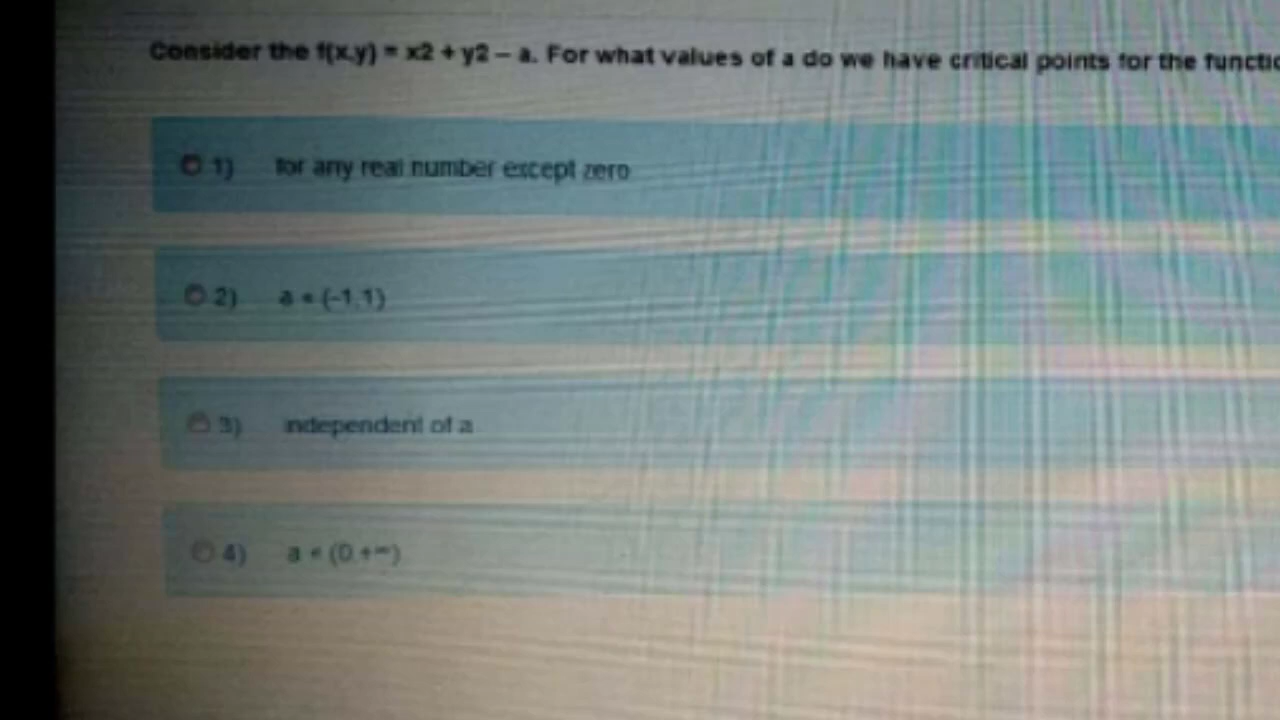 Consider the f(x,y) = x2 + y2 – a. For what values of a do we have critical points for the functio
1) for any real number except zero
2) a ∈ (-1,1)
3) independent of a
4) a ∈ (0,+∞)